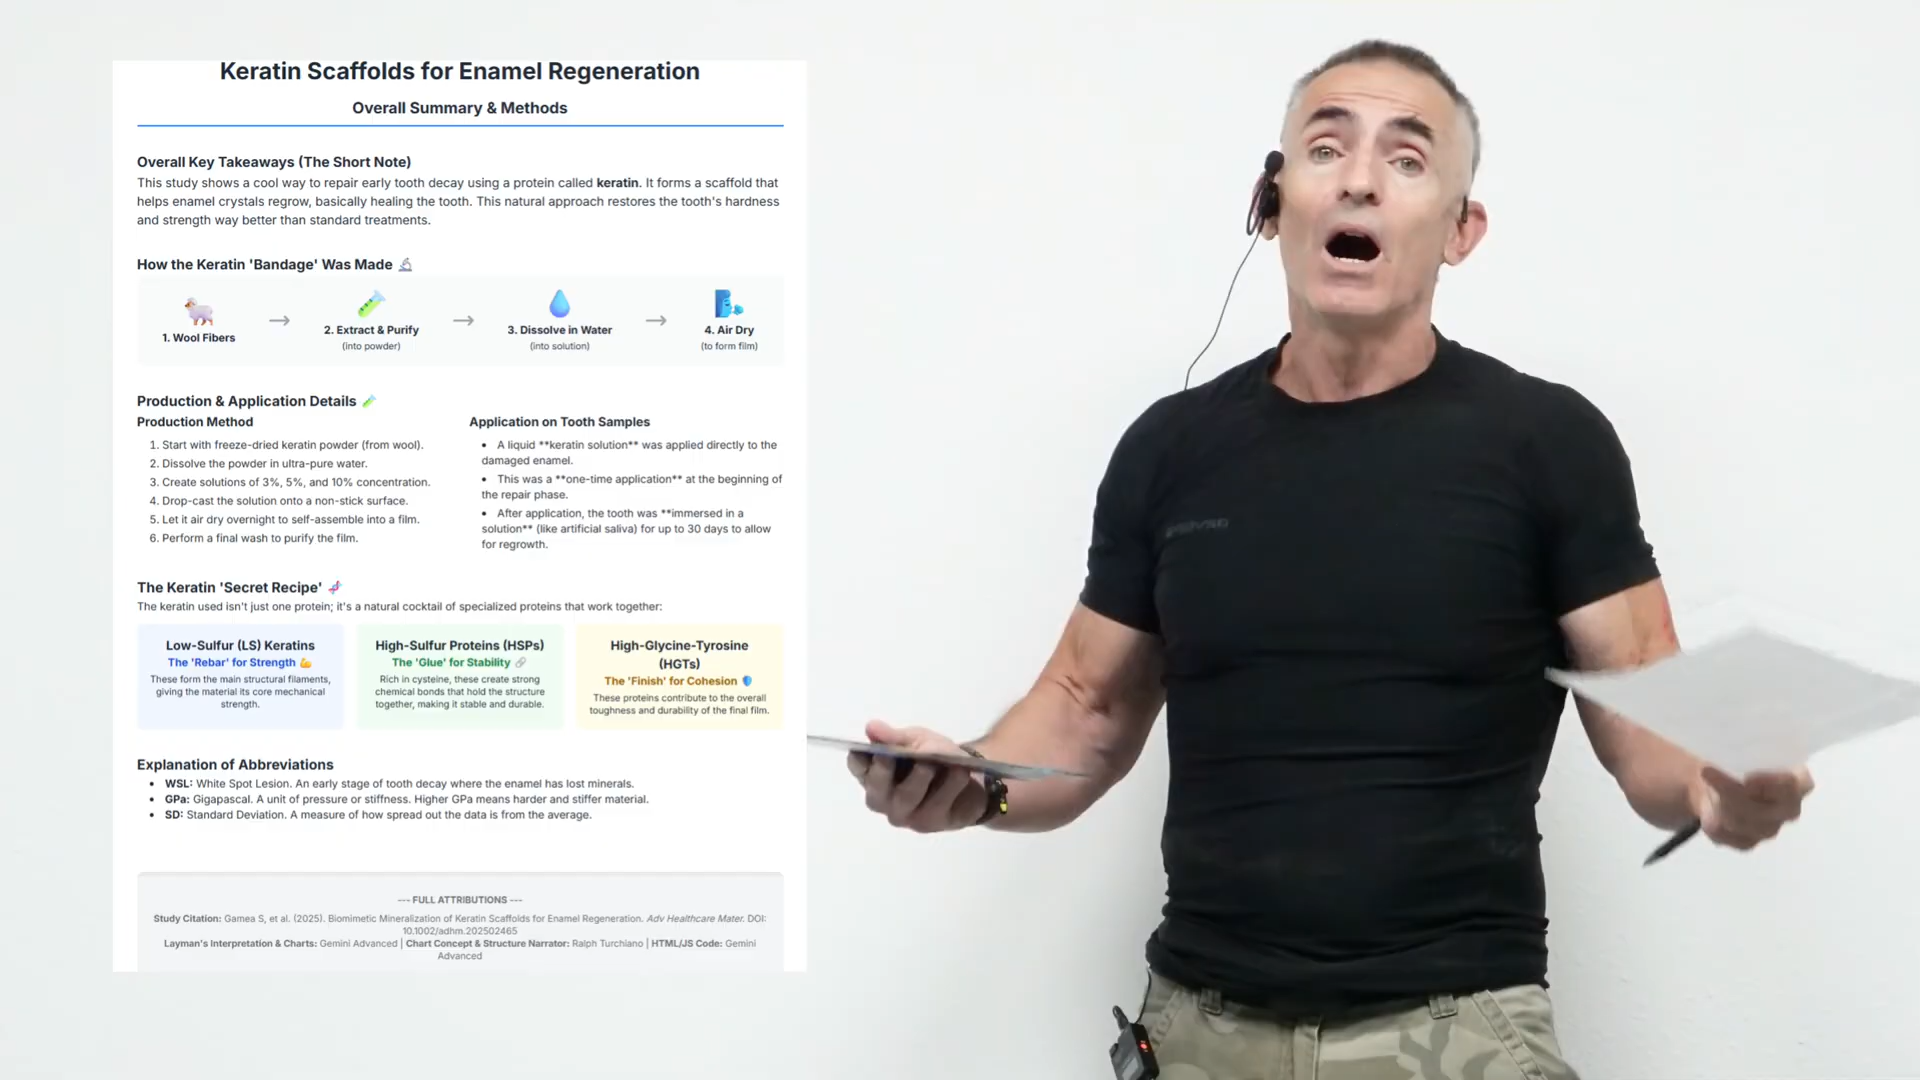 Keratin Scaffolds for Enamel Regeneration
Overall Summary & Methods
Overall Key Takeaways (The Short Note)
This study shows a cool way to repair early tooth decay using a protein called keratin. It forms a scaffold that
helps enamel crystals regrow, basically healing the tooth. This natural approach restores the tooth's hardness
and strength way better than standard treatments.
How the Keratin 'Bandage' Was Made
1. Wool Fibers
2. Extract & Purify
(into powder)
3. Dissolve in Water
(into solution)
4. Air Dry
(to form film)
Production & Application Details
Production Method
1. Start with freeze-dried keratin powder (from wool).
2. Dissolve the powder in ultra-pure water.
3. Create solutions of 3%, 5%, and 10% concentration.
4. Drop-cast the solution onto a non-stick surface.
5. Let it air dry overnight to self-assemble into a film.
6. Perform a final wash to purify the film.
Application on Tooth Samples
• A liquid **keratin solution** was applied directly to the
damaged enamel.
• This was a **one-time application** at the beginning of
the repair phase.
• After application, the tooth was **immersed in a
solution** (like artificial saliva) for up to 30 days to allow
for regrowth.
The Keratin 'Secret Recipe'
The keratin used isn't just one protein; it's a natural cocktail of specialized proteins that work together:
Low-Sulfur (LS) Keratins
The 'Rebar' for Strength
These form the main structural filaments,
giving the material its core mechanical
strength.
High-Sulfur Proteins (HSPs)
The 'Glue' for Stability
Rich in cysteine, these create strong
chemical bonds that hold the structure
together, making it stable and durable.
High-Glycine-Tyrosine
(HGTs)
The 'Finish' for Cohesion
These proteins contribute to the overall
toughness and durability of the final film.
Explanation of Abbreviations
• WSL: White Spot Lesion. An early stage of tooth decay where the enamel has lost minerals.
• GPa: Gigapascal. A unit of pressure or stiffness. Higher GPa means harder and stiffer material.
• SD: Standard Deviation. A measure of how spread out the data is from the average.
--- FULL ATTRIBUTIONS ---
Study Citation: Gamea S, et al. (2025). Biomimetic Mineralization of Keratin Scaffolds for Enamel Regeneration. Adv Healthcare Mater. DOI:
10.1002/adhm.202502465
Layman's Interpretation & Charts: Gemini Advanced | Chart Concept & Structure Narrator: Ralph Turchiano | HTML/JS Code: Gemini
Advanced